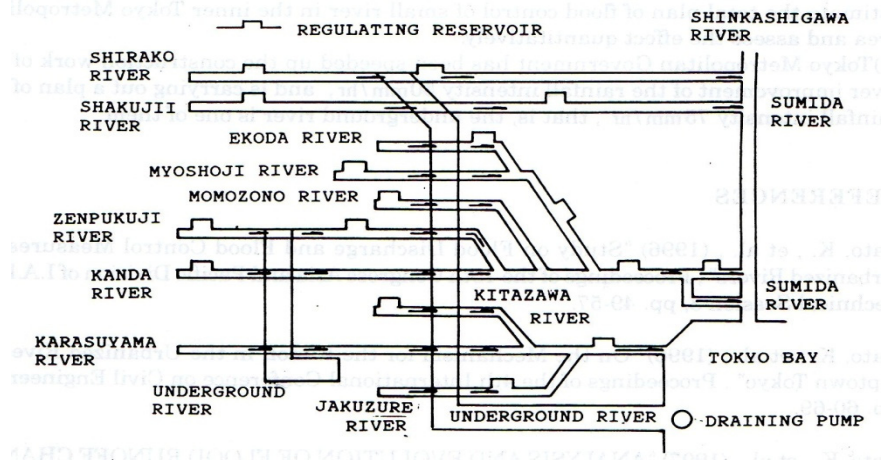 REGULATING RESERVOIR
SHINKASHIGAWA
RIVER
SHIRAKO
RIVER
SHAKUJII
RIVER
SUMIDA
RIVER
EKODA RIVER
MYOSHOJI RIVER
MOMOZONO RIVER
ZENPUKUJI
RIVER
KANDA
RIVER
KITAZAWA
RIVER
SUMIDA
RIVER
KARASUYAMA
RIVER
TOKYO BAY
UNDERGROUND
RIVER
JAKUZURE
RIVER
UNDERGROUND RIVER
DRAINING PUMP